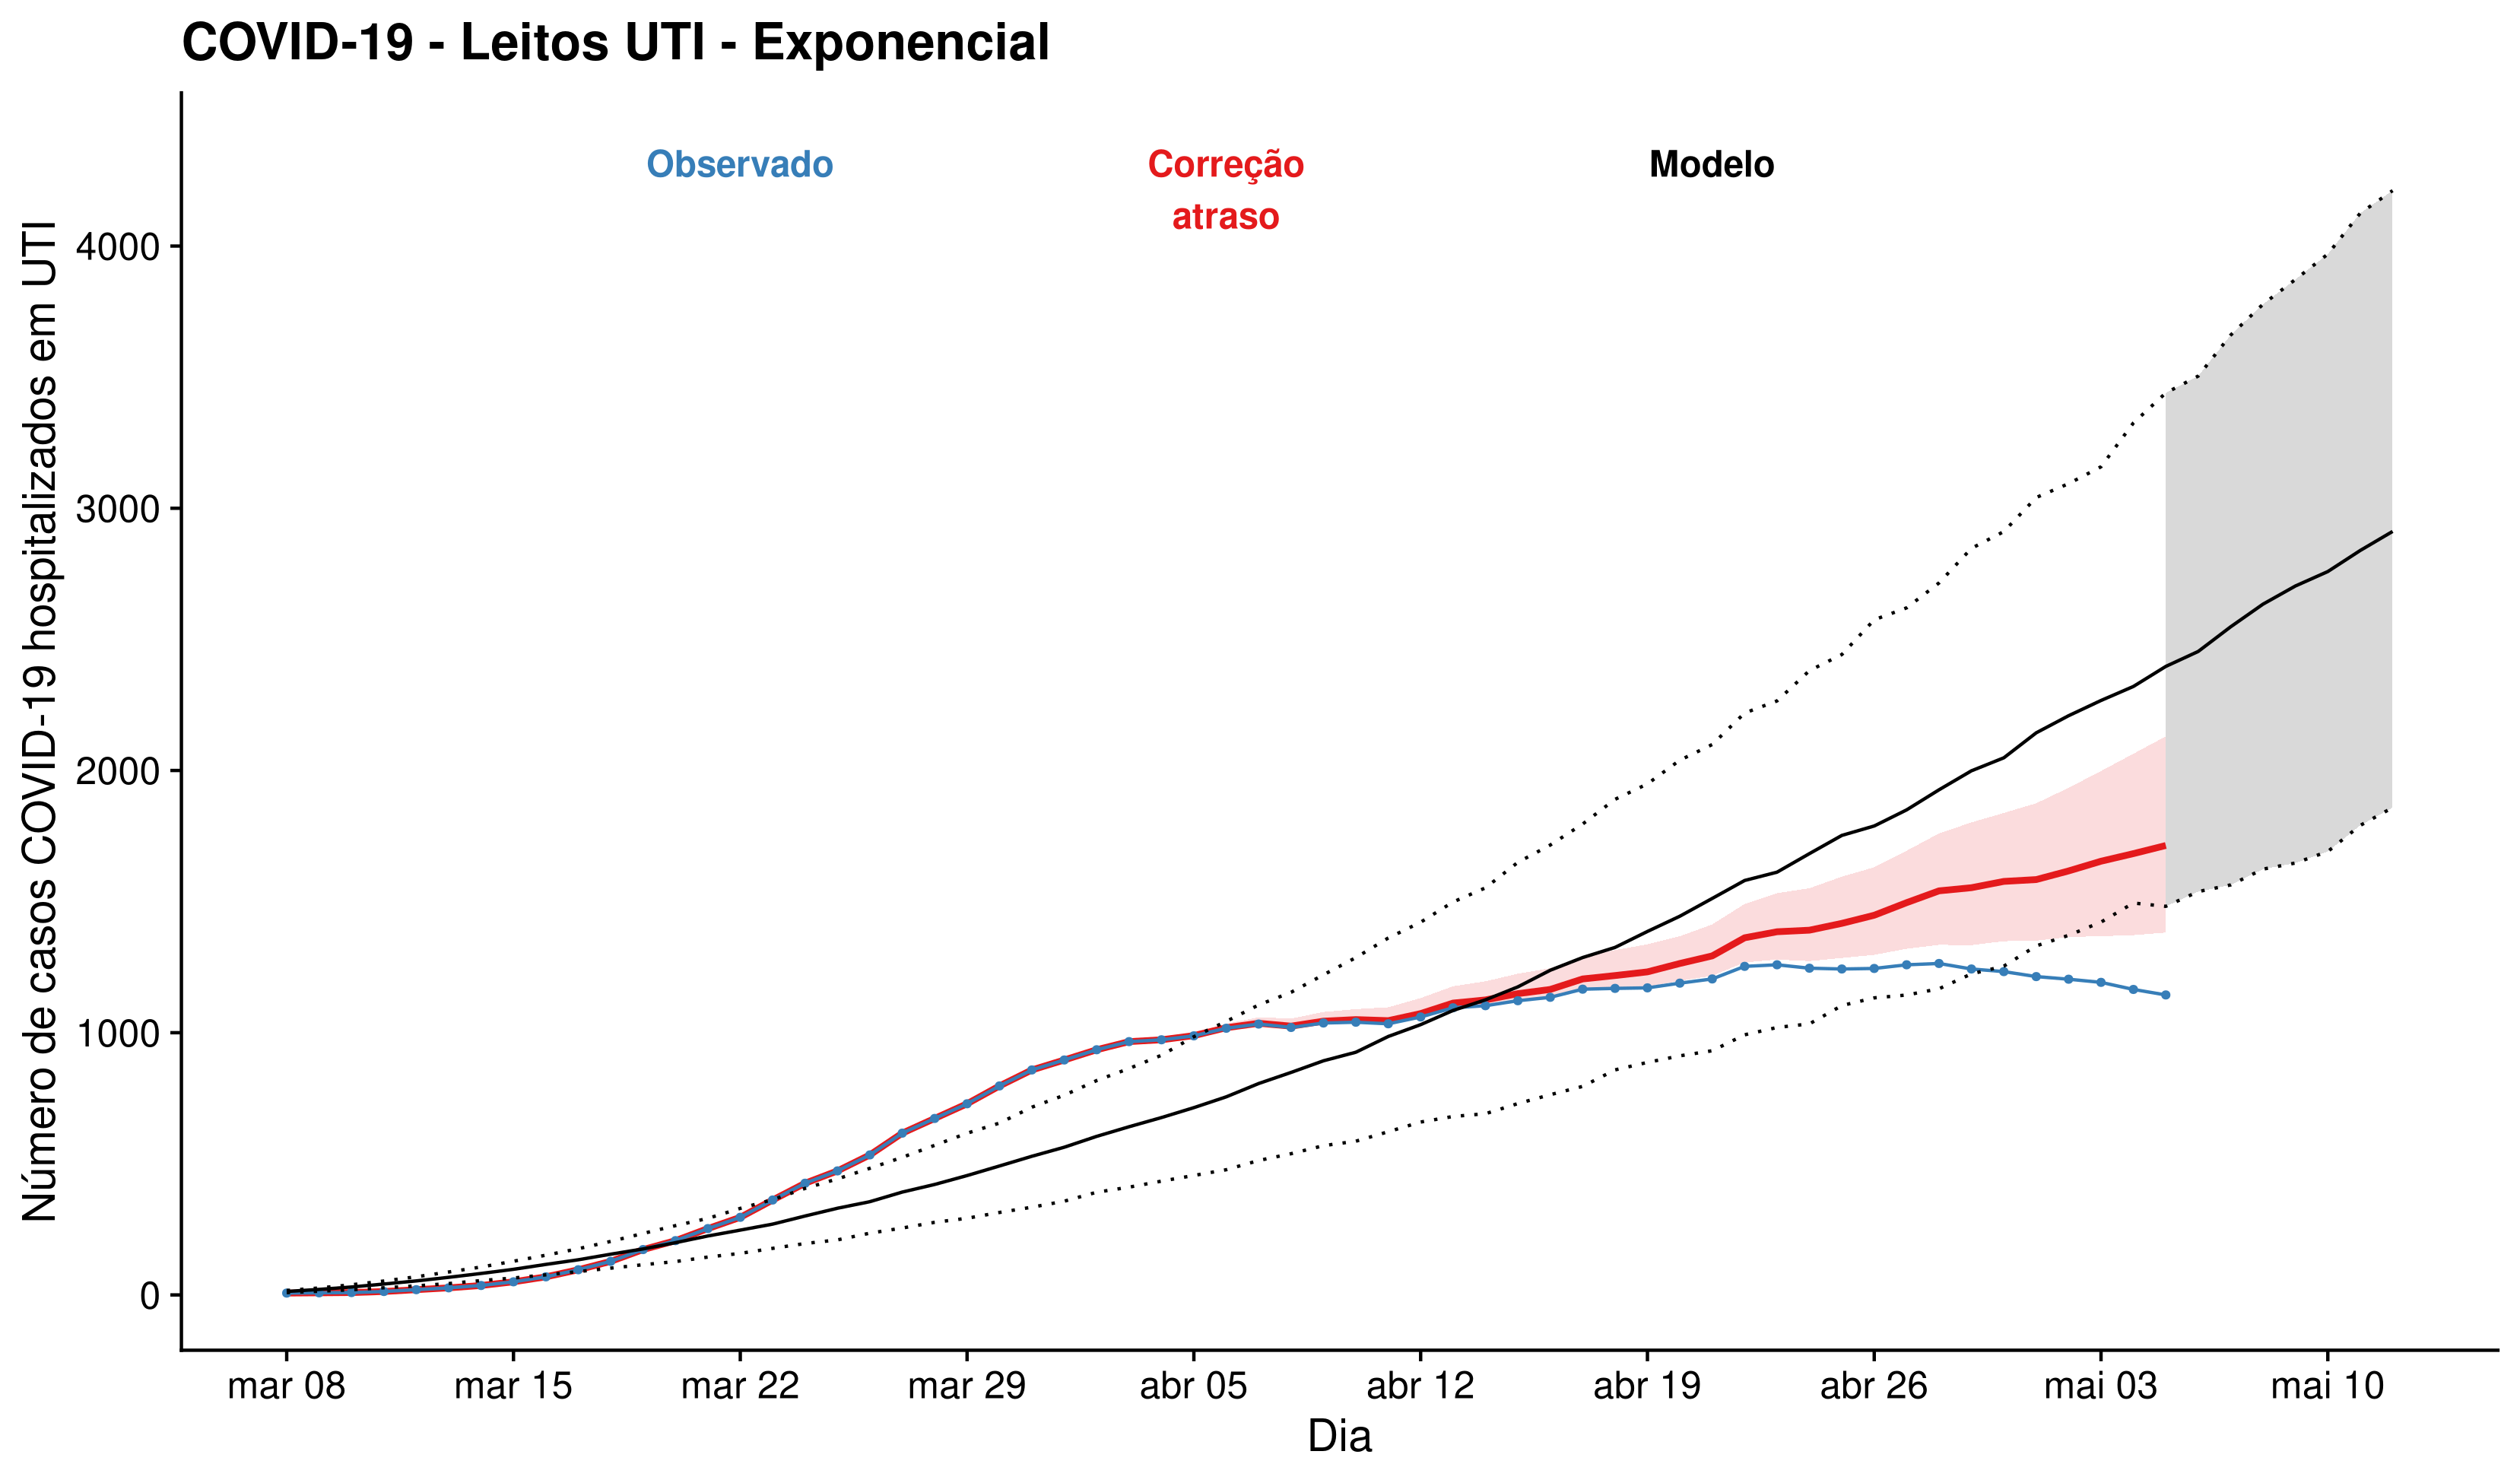 COVID-19 - Leitos UTI - Exponencial
Observado
Correção
atraso
Modelo
Número de casos COVID-19 hospitalizados em UTI
4000
3000
2000
1000
0
mar 08
mar 15
mar 22
mar 29
abr 05
abr 12
abr 19
abr 26
mai 03
mai 10
Dia